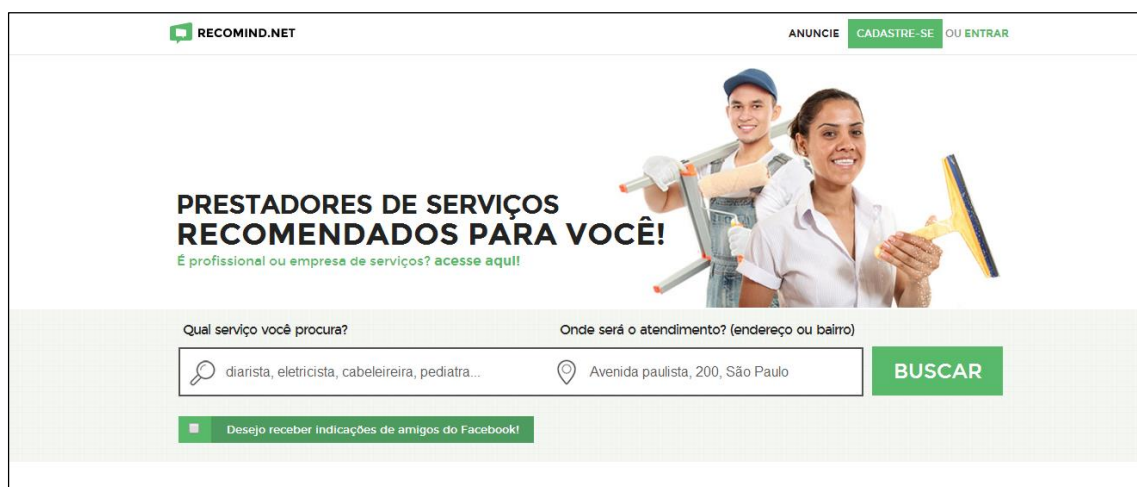 RECOMIND.NET
ANUNCIE CADASTRE-SE OU ENTRAR
PRESTADORES DE SERVIÇOS
RECOMENDADOS PARA VOCÊ!
É profissional ou empresa de serviços? acesse aqui!
Qual serviço você procura?
Onde será o atendimento? (endereço ou bairro)
diarista, eletricista, cabeleireira, pediatra...
Avenida paulista, 200, São Paulo
BUSCAR
Desejo receber indicações de amigos do Facebook!